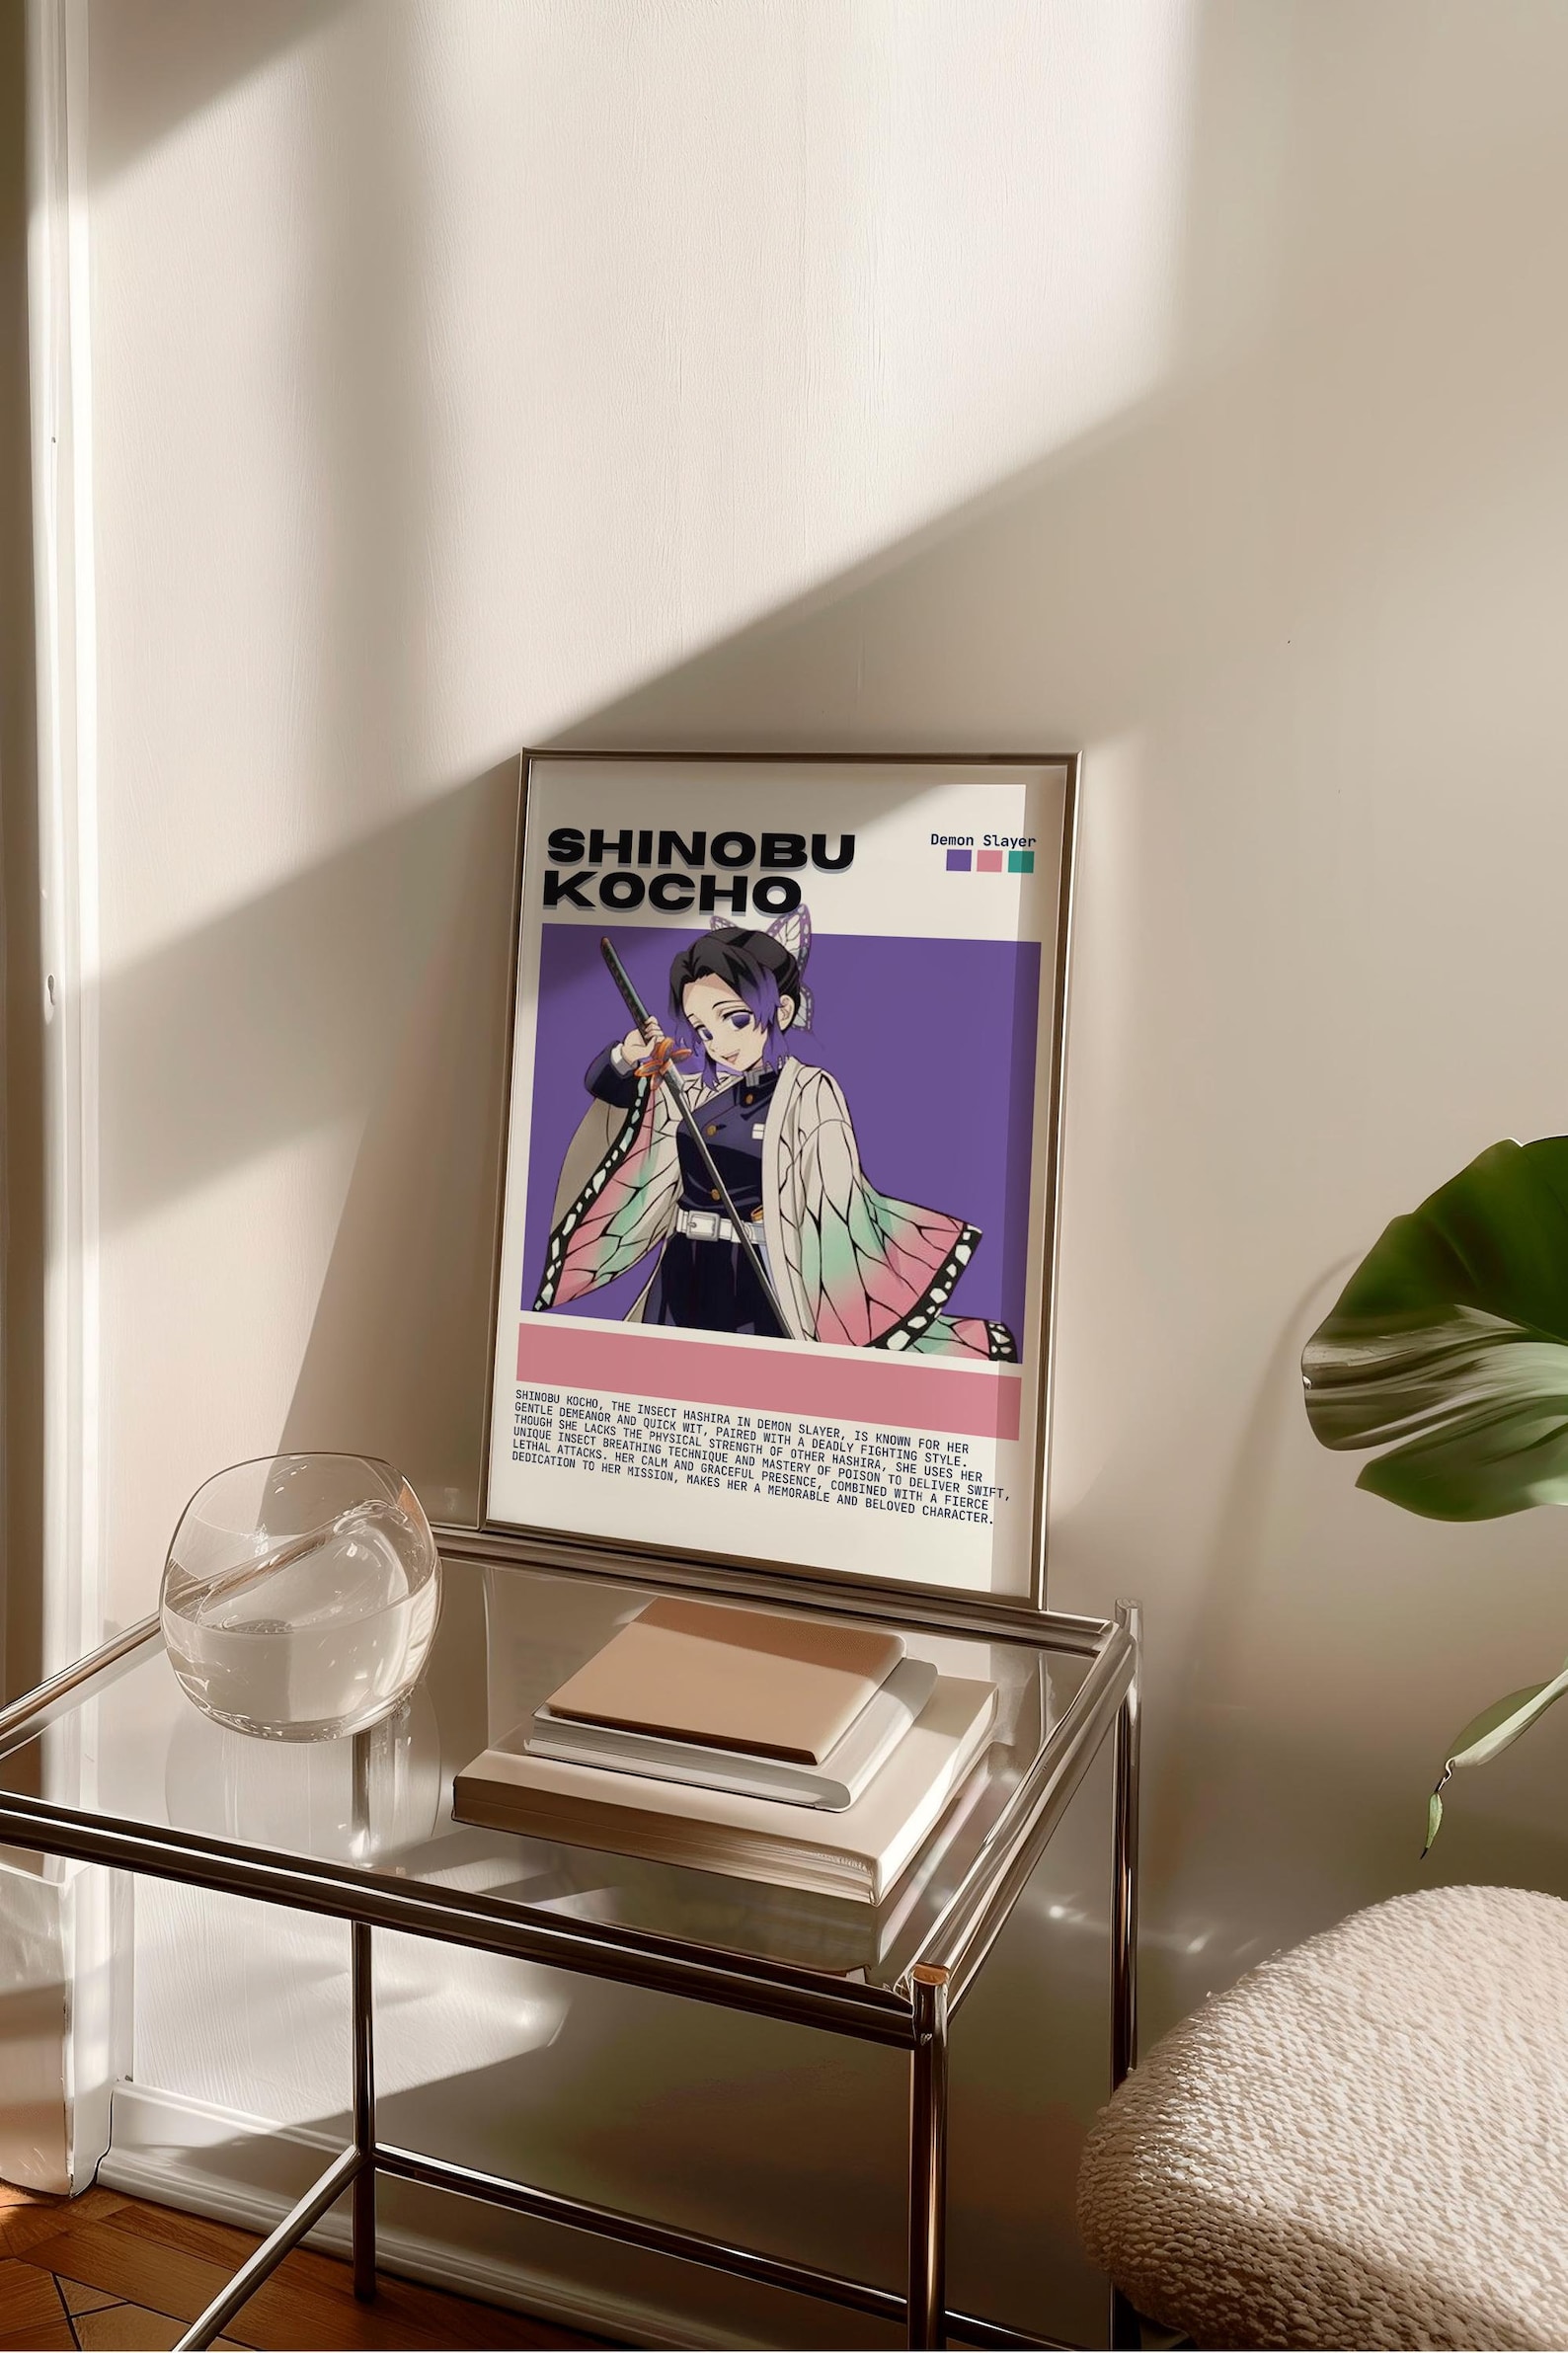 SHINOBU
KOCHO
Demon Slayer
SHINOBU KOCHO, THE INSECT HASHIRA IN DEMON SLAYER, IS KNOWN FOR HER
GENTLE DEMEANOR AND QUICK WIT, PAIRED WITH A DEADLY FIGHTING STYLE.
THOUGH SHE LACKS THE PHYSICAL STRENGTH OF OTHER HASHIRA, SHE USES HER
UNIQUE INSECT BREATHING TECHNIQUE AND MASTERY OF POISON TO DELIVER SWIFT,
LETHAL ATTACKS. HER CALM AND GRACEFUL PRESENCE, COMBINED WITH A FIERCE
DEDICATION TO HER MISSION, MAKES HER A MEMORABLE AND BELOVED CHARACTER.